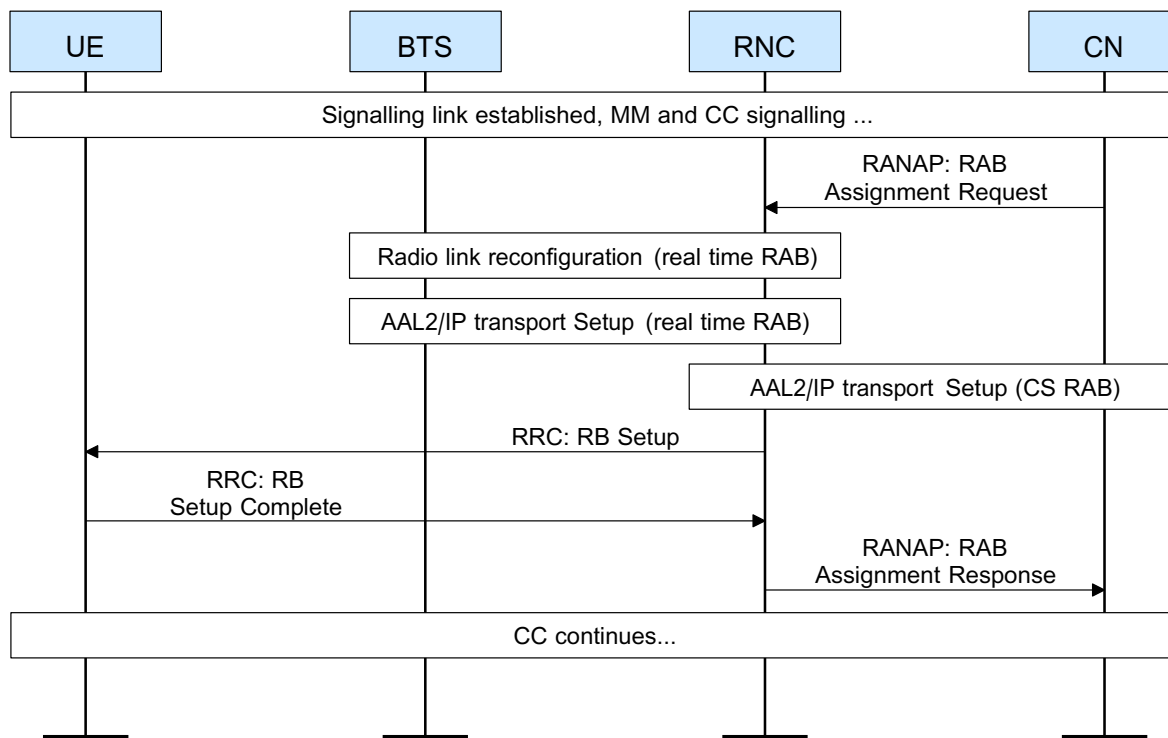 UE
BTS
RNC
CN
Signalling link established, MM and CC signalling ...
RANAP: RAB
Assignment Request
Radio link reconfiguration (real time RAB)
AAL2/IP transport Setup (real time RAB)
AAL2/IP transport Setup (CS RAB)
RRC: RB Setup
RRC: RB
Setup Complete
RANAP: RAB
Assignment Response
CC continues...